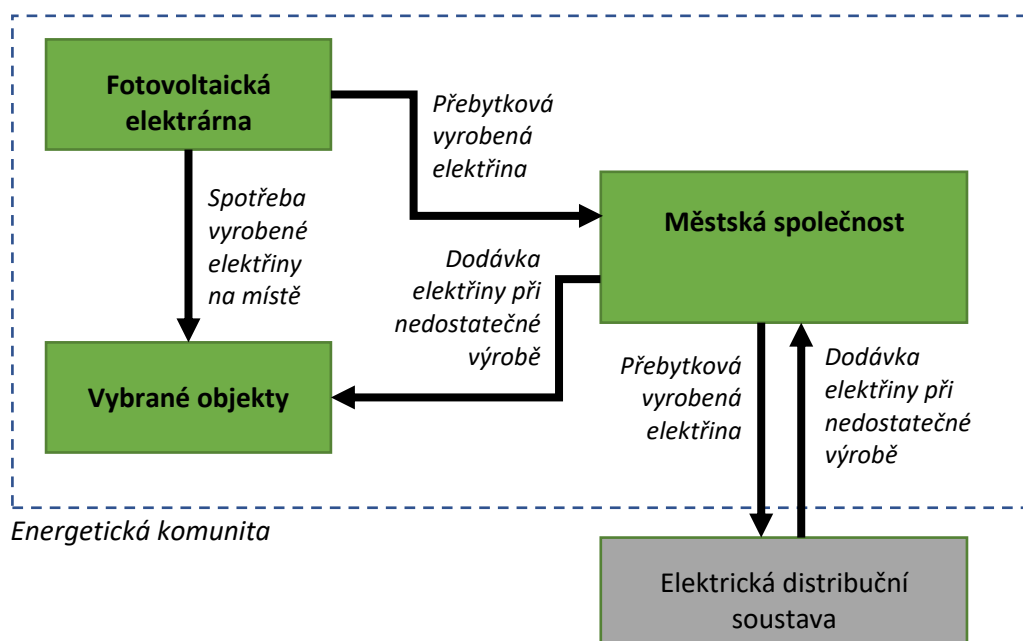 Fotovoltaická
elektrárna
Přebytková
vyrobená
elektřina
Spotřeba
vyrobené
elektřiny
na místě
Městská společnost
Dodávka
elektřiny při
nedostatečné
výrobě
Vybrané objekty
Přebytková
vyrobená
elektřina
Dodávka
elektřiny při
nedostatečné
výrobě
Energetická komunita
Elektrická distribuční
soustava